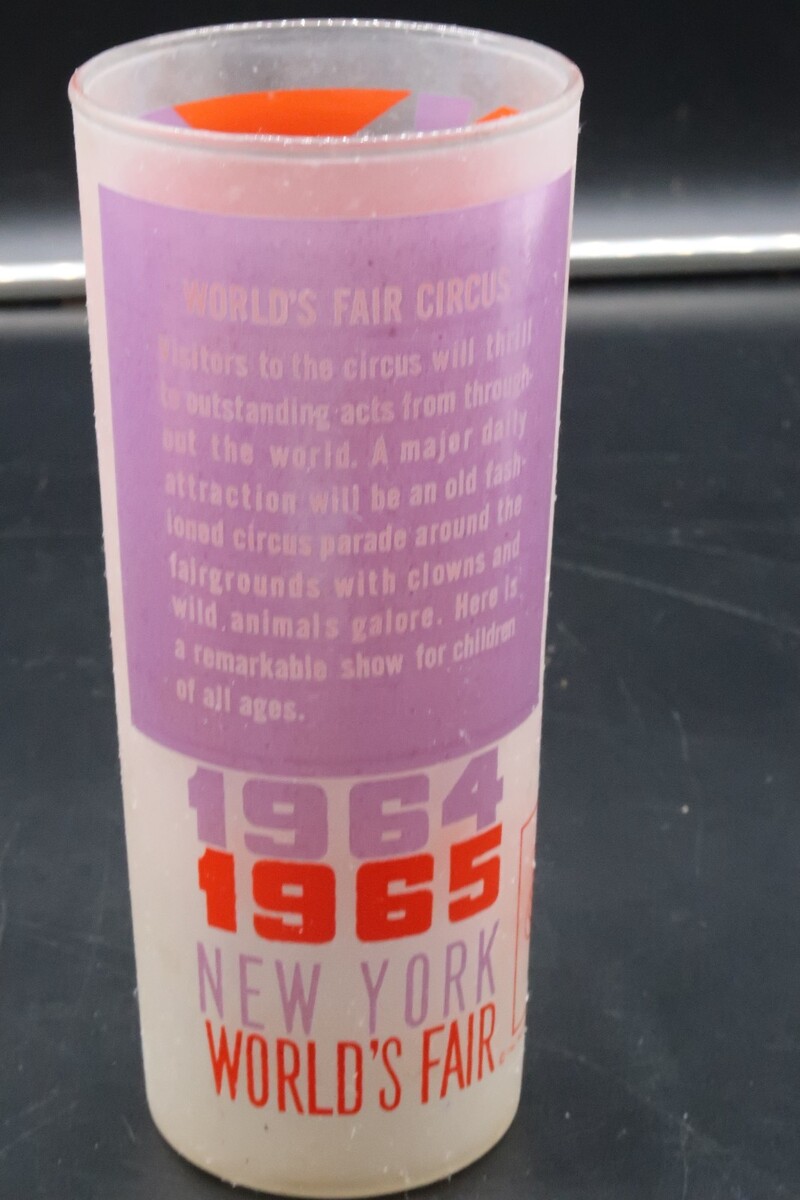 WORLD'S FAIR CIRCUS
Visitors to the circus will thrill
to outstanding acts from through-
out the world. A major daily
attraction will be an old fash-
ioned circus parade around the
fairgrounds with clowns and
wild animals galore. Here is
a remarkable show for children
of all ages.
1964
1965
NEW YORK
WORLD'S FAIR